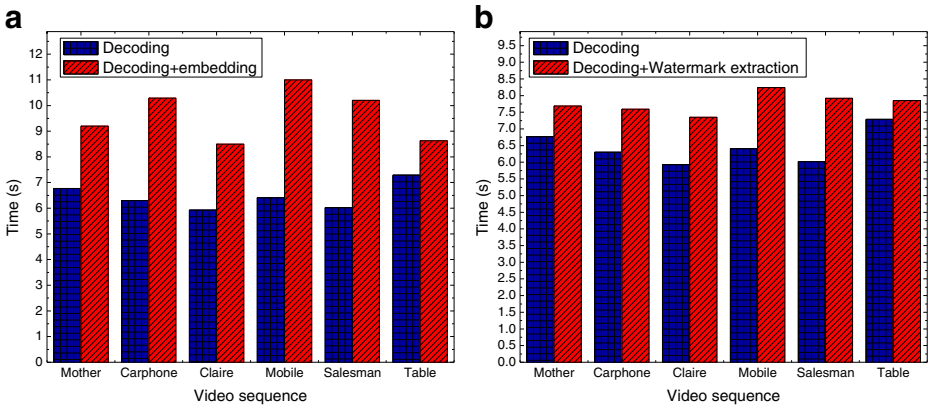 a
Decoding
Decoding+embedding
Time (s)
12
11
10
9
8
7
6
5
4
3
2
1
0
Mother Carphone Claire Mobile Salesman Table
Video sequence
b
Decoding
Decoding+Watermark extraction
Time (s)
9.5
9.0
8.5
8.0
7.5
7.0
6.5
6.0
5.5
5.0
4.5
4.0
3.5
3.0
2.5
2.0
1.5
1.0
0.5
0.0
Mother Carphone Claire Mobile Salesman Table
Video sequence